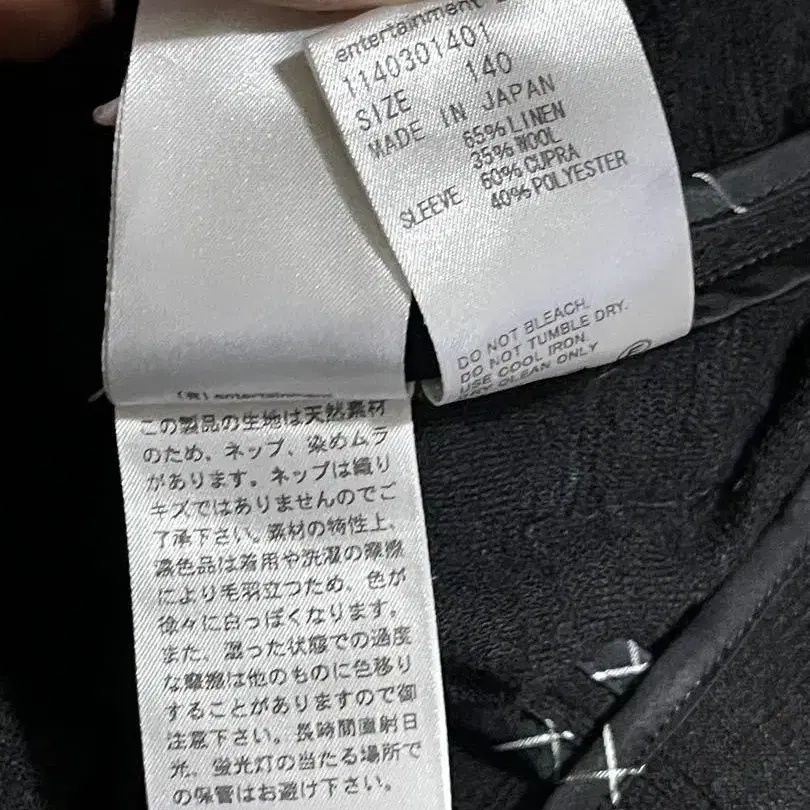 entertainment
1140301401
SIZE 140
MADE IN JAPAN
65% LINEN
35% WOOL
SLEEVE 60% CUPRA
40% POLYESTER
DO NOT BLEACH.
DO NOT TUMBLE DRY.
USE COOL IRON.
DRY CLEAN ONLY
(R) entertainment
この製品の生地は天然素材
のため、ネップ、染めムラ
があります。ネップは織り
キズではありませんのでご
了承下さい。素材の特性上、
濃色品は着用や洗濯の摩擦
により毛羽立つため、色が
徐々に白っぽくなります。
また、湿った状態での過度
な摩擦は他のものに色移り
することがありますので御
注意下さい。長時間直射日
光、蛍光灯の当たる場所で
の保管はお避け下さい。